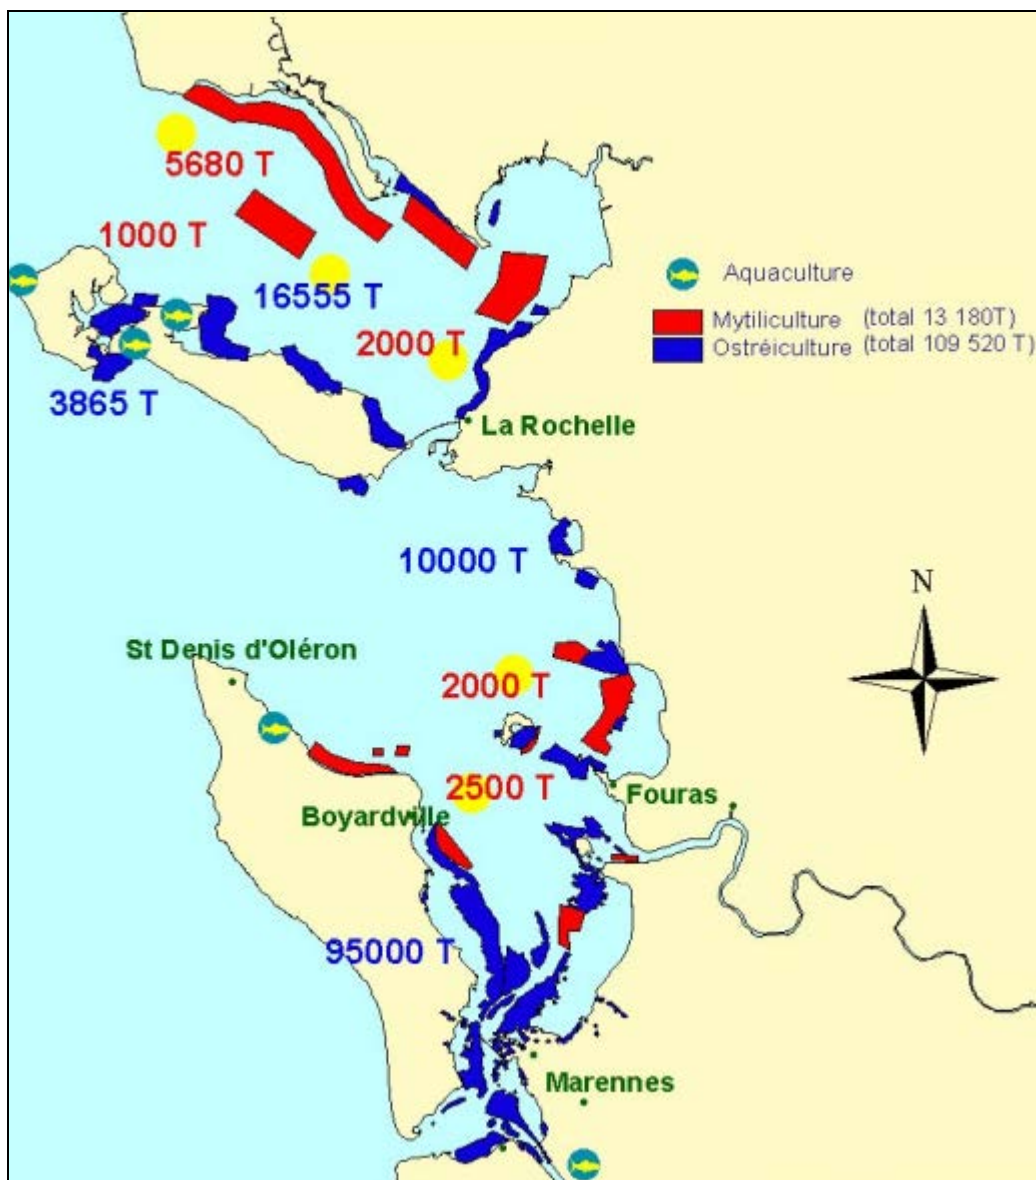 5680 T
1000 T
16555 T
2000 T
3865 T
Aquaculture
Mytiliculture (total 13 180T)
Ostréiculture (total 109 520 T)
La Rochelle
10000 T
N
St Denis d'Oléron
2000 T
2500 T
Fouras
Boyardville
95000 T
Marennes